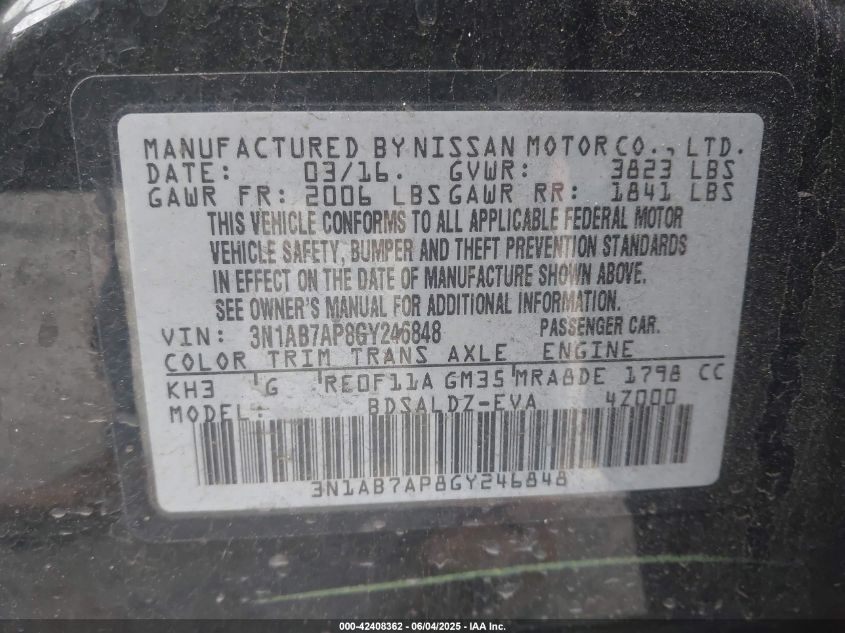 MANUFACTURED BY NISSAN MOTOR CO., LTD.
DATE: 03/16. GVWR: 3823 LBS
GAWR FR: 2006 LBS GAWR RR: 1841 LBS
THIS VEHICLE CONFORMS TO ALL APPLICABLE FEDERAL MOTOR
VEHICLE SAFETY, BUMPER AND THEFT PREVENTION STANDARDS
IN EFFECT ON THE DATE OF MANUFACTURE SHOWN ABOVE.
SEE OWNER'S MANUAL FOR ADDITIONAL INFORMATION.
VIN: 3N1AB7AP8GY246848 PASSENGER CAR.
COLOR TRIM TRANS AXLE ENGINE
KH3 G RE0F11A GM35 MRA8DE 1798 CC
MODEL- BDSALDZ-EVA 4Z000
3N1AB7AP8GY246848
000-42408362 - 06/04/2025 - IAA Inc.